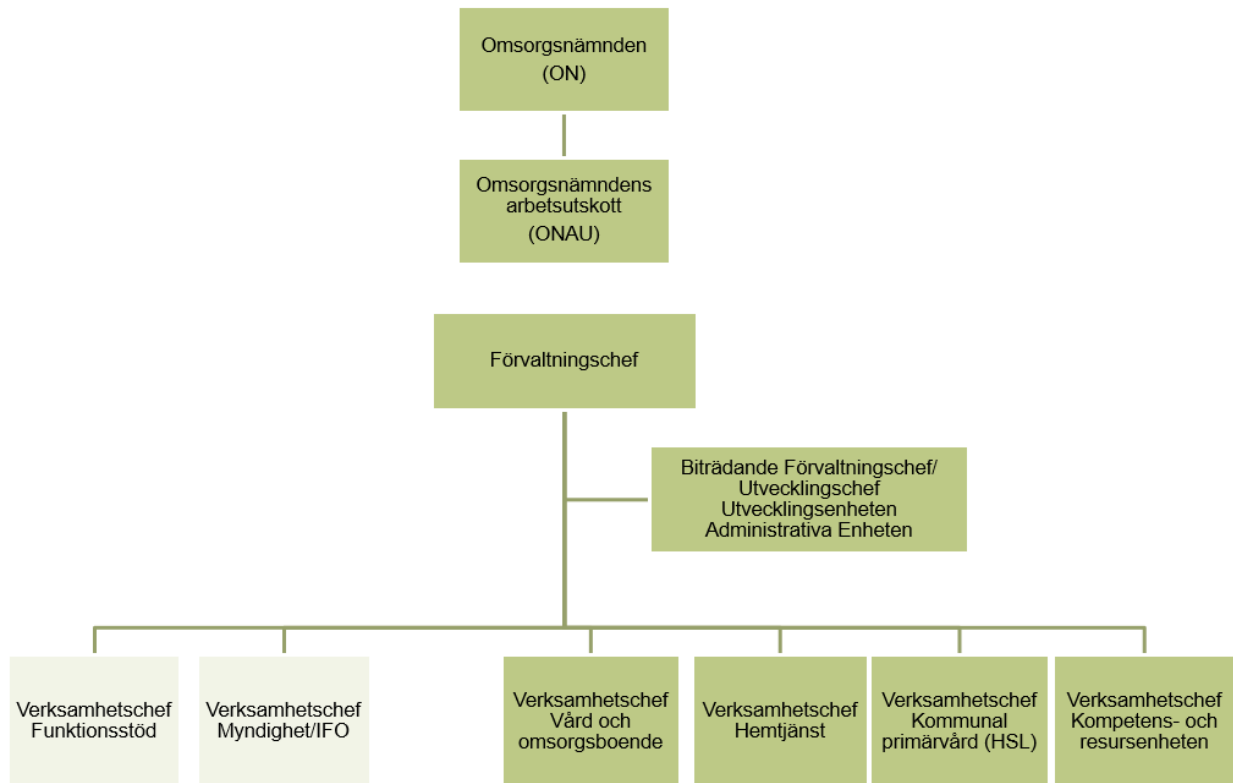 Omsorgsnämnden
(ON)
Omsorgsnämndens
arbetsutskott
(ONAU)
Förvaltningschef
Biträdande Förvaltningschef/
Utvecklingschef
Utvecklingsenheten
Administrativa Enheten
Verksamhetschef
Funktionsstöd
Verksamhetschef
Myndighet/IFO
Verksamhetschef
Vård och
omsorgsboende
Verksamhetschef
Hemtjänst
Verksamhetschef
Kommunal
primärvård (HSL)
Verksamhetschef
Kompetens- och
resursenheten